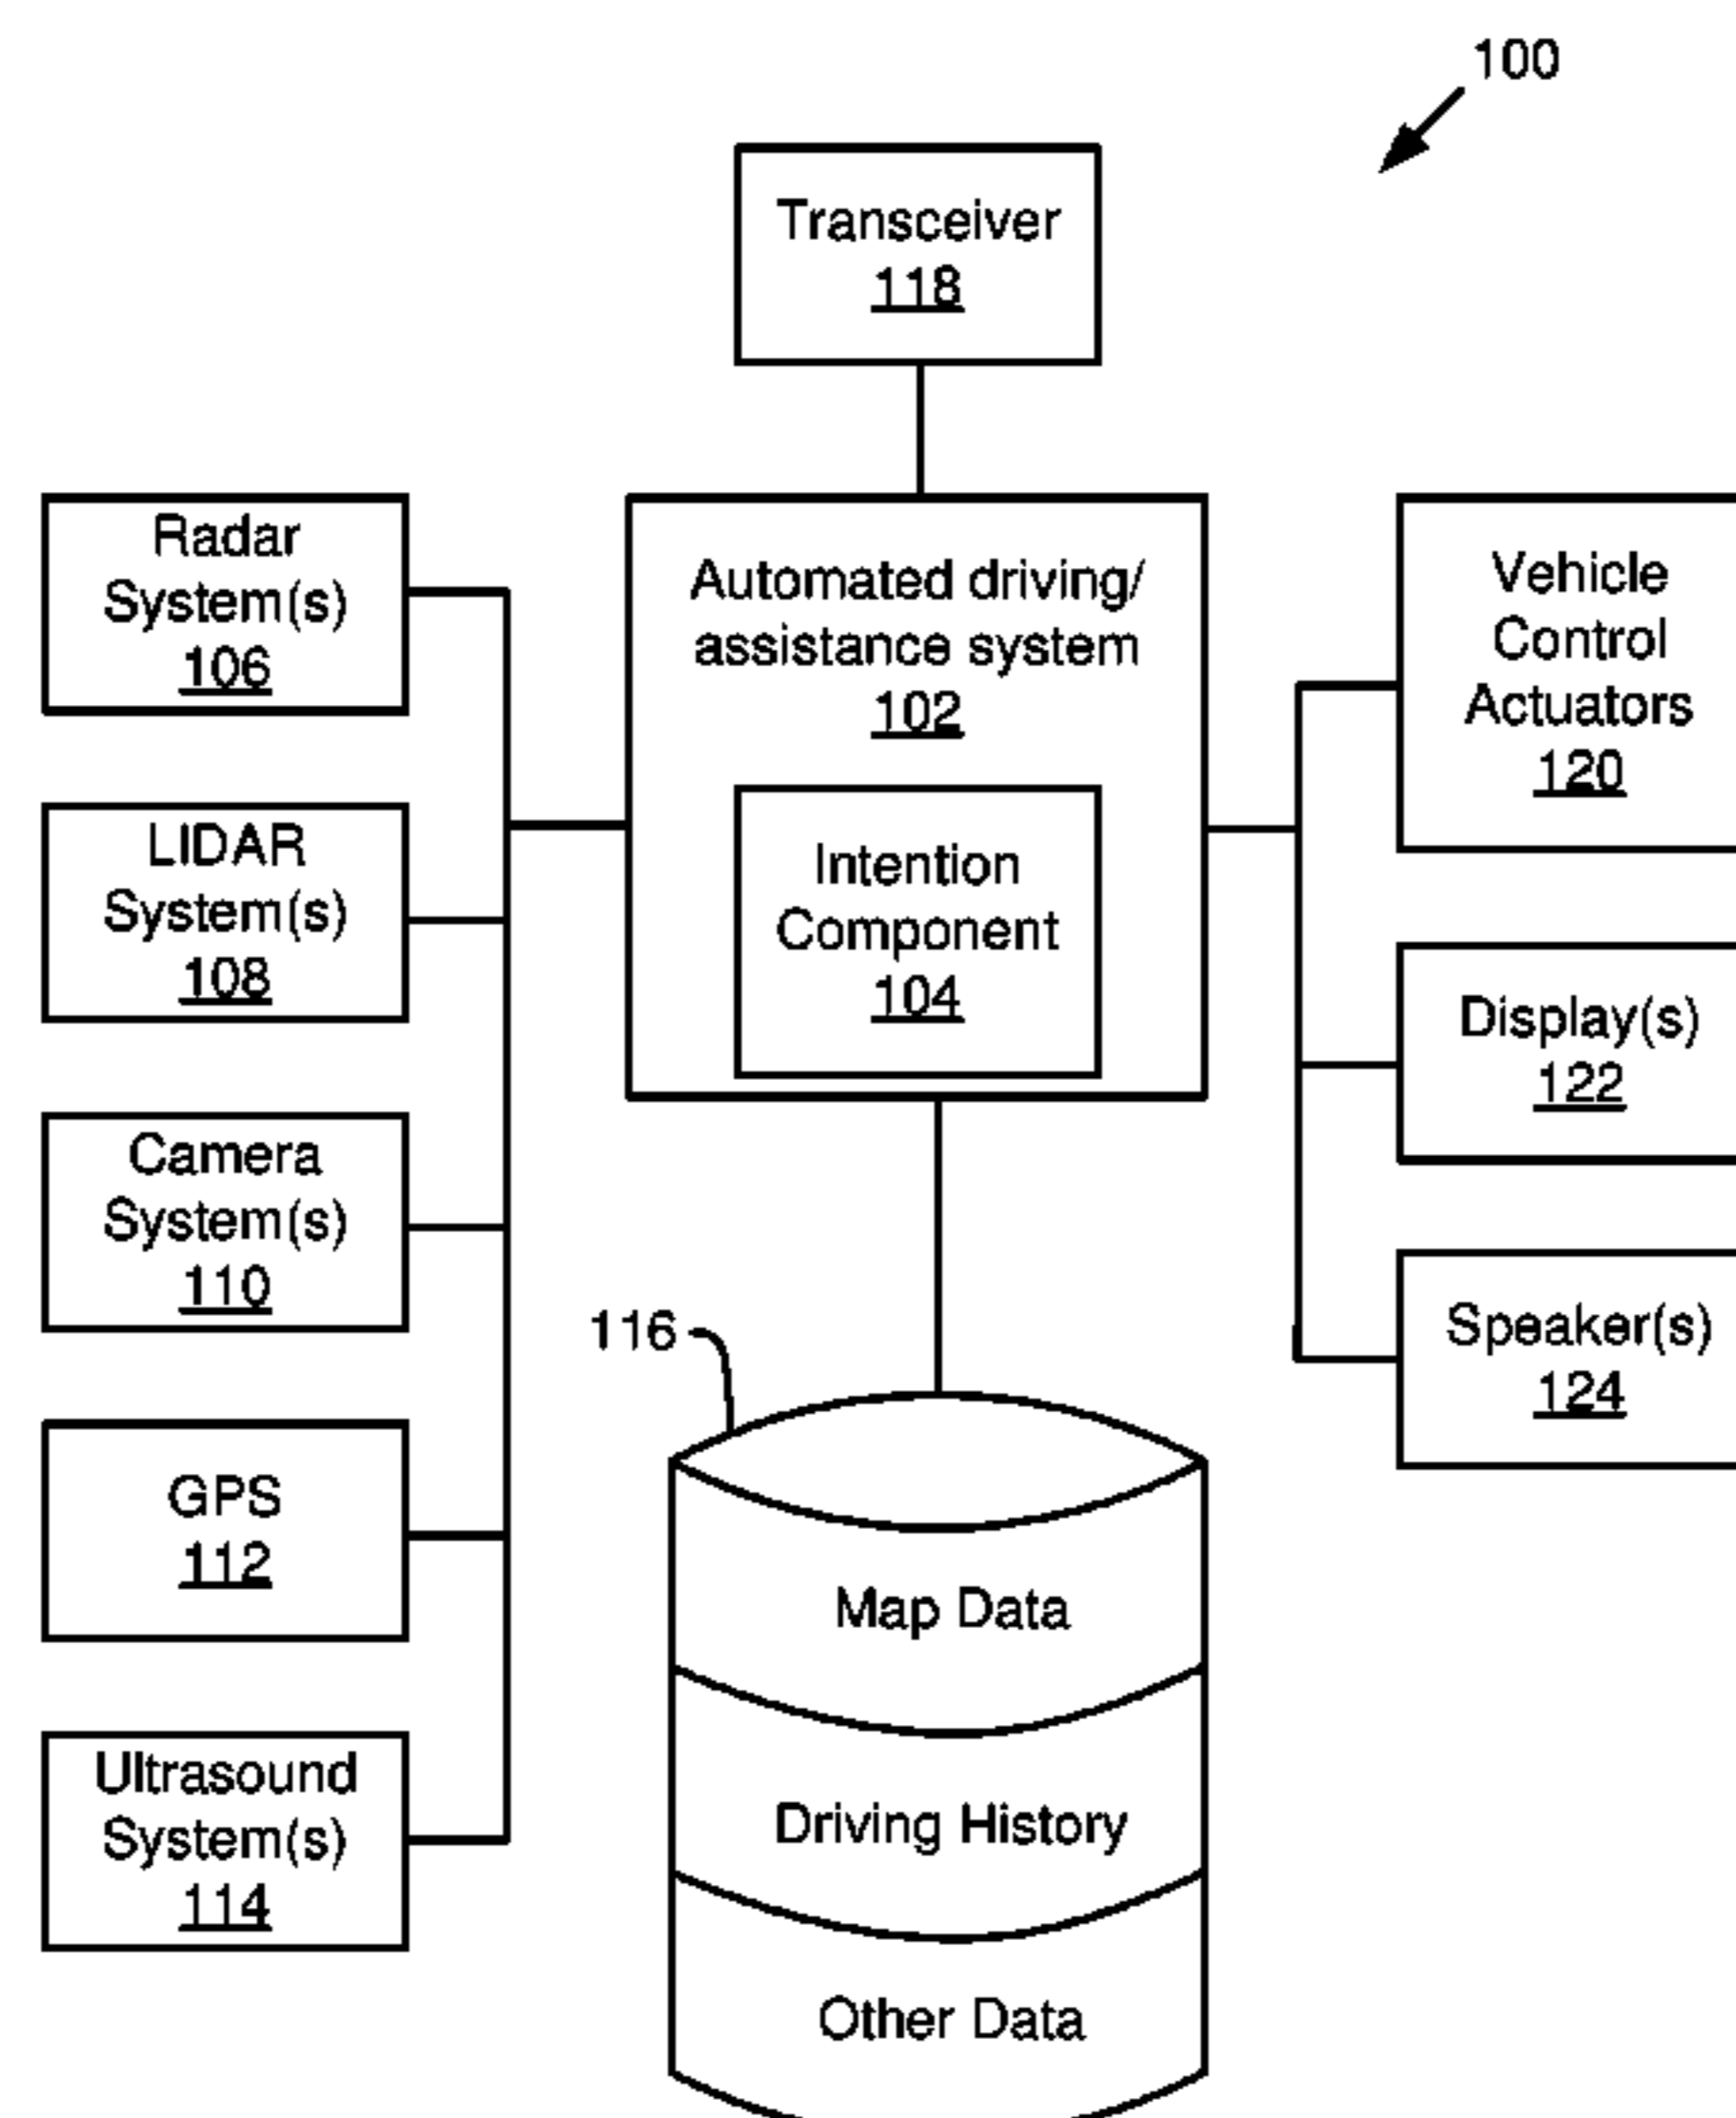 100
Transceiver
118
Radar
System(s)
106
LIDAR
System(s)
108
Camera
System(s)
110
GPS
112
Ultrasound
System(s)
114
Automated driving/
assistance system
102
Intention
Component
104
Vehicle
Control
Actuators
120
Display(s)
122
Speaker(s)
124
116
Map Data
Driving History
Other Data